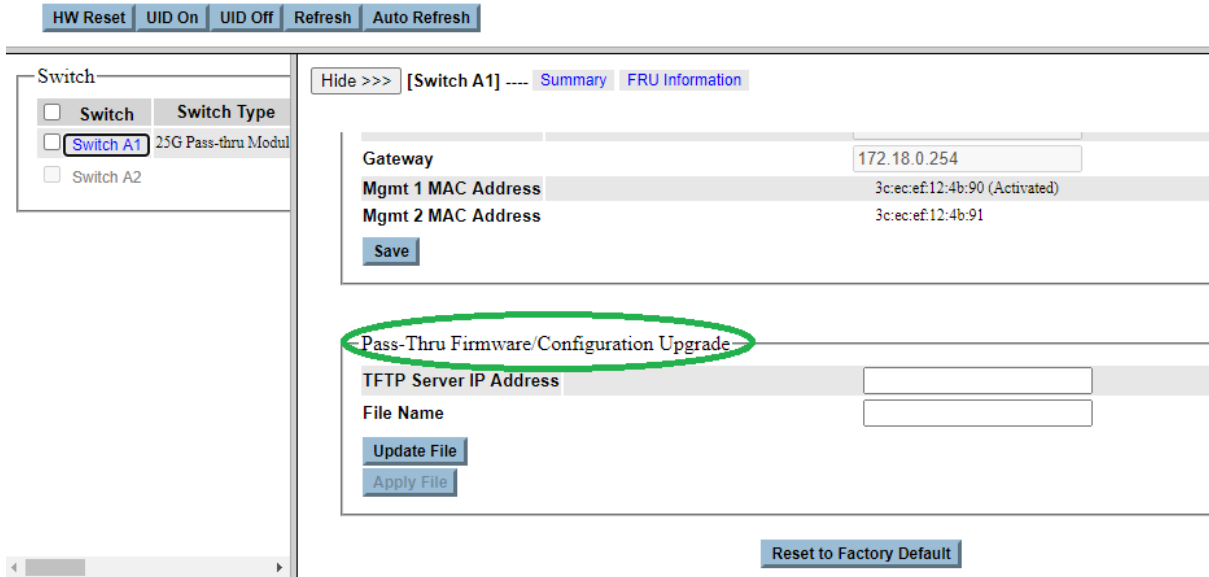 HW Reset UID On UID Off Refresh Auto Refresh
Switch
Switch Switch Type
Switch A1 25G Pass-thru Modul
Switch A2
Hide >>> [Switch A1] ---- Summary FRU Information
Gateway 172.18.0.254
Mgmt 1 MAC Address 3c:ec:ef:12:4b:90 (Activated)
Mgmt 2 MAC Address 3c:ec:ef:12:4b:91
Save
Pass-Thru Firmware/Configuration Upgrade
TFTP Server IP Address
File Name
Update File
Apply File
Reset to Factory Default